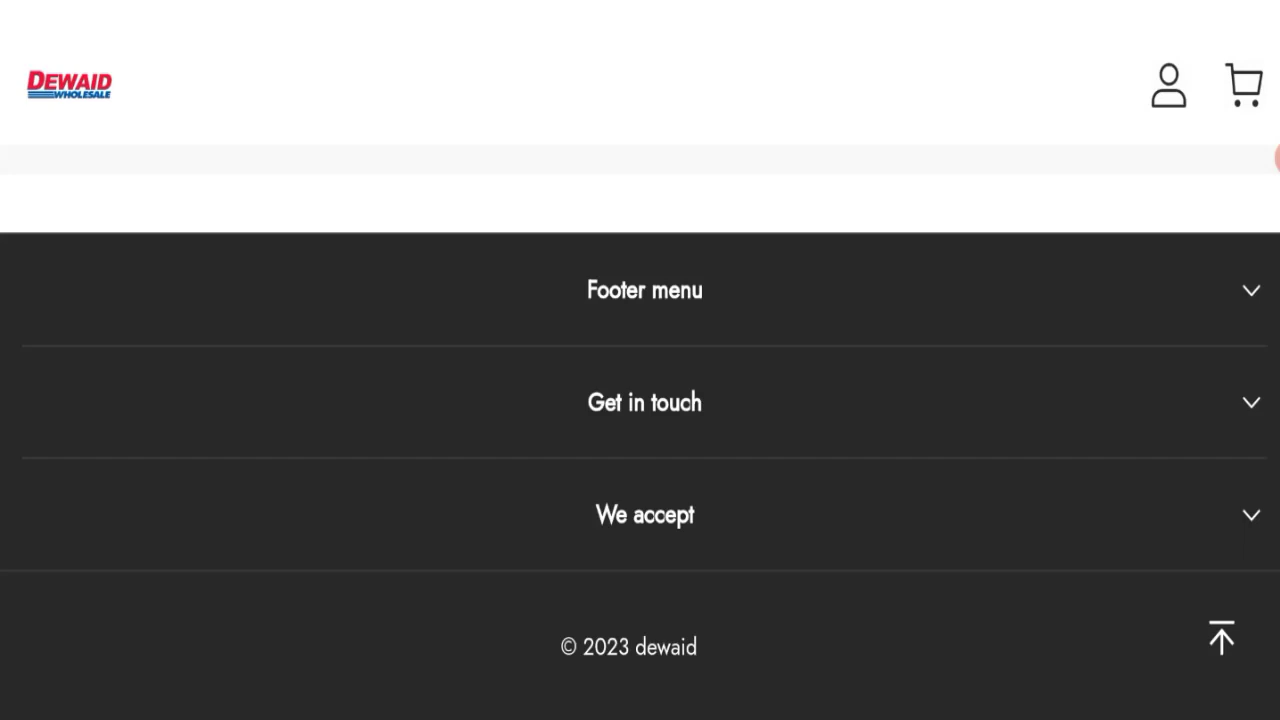 DEWAID
WHOLESALE
Footer menu
Get in touch
We accept
© 2023 dewaid